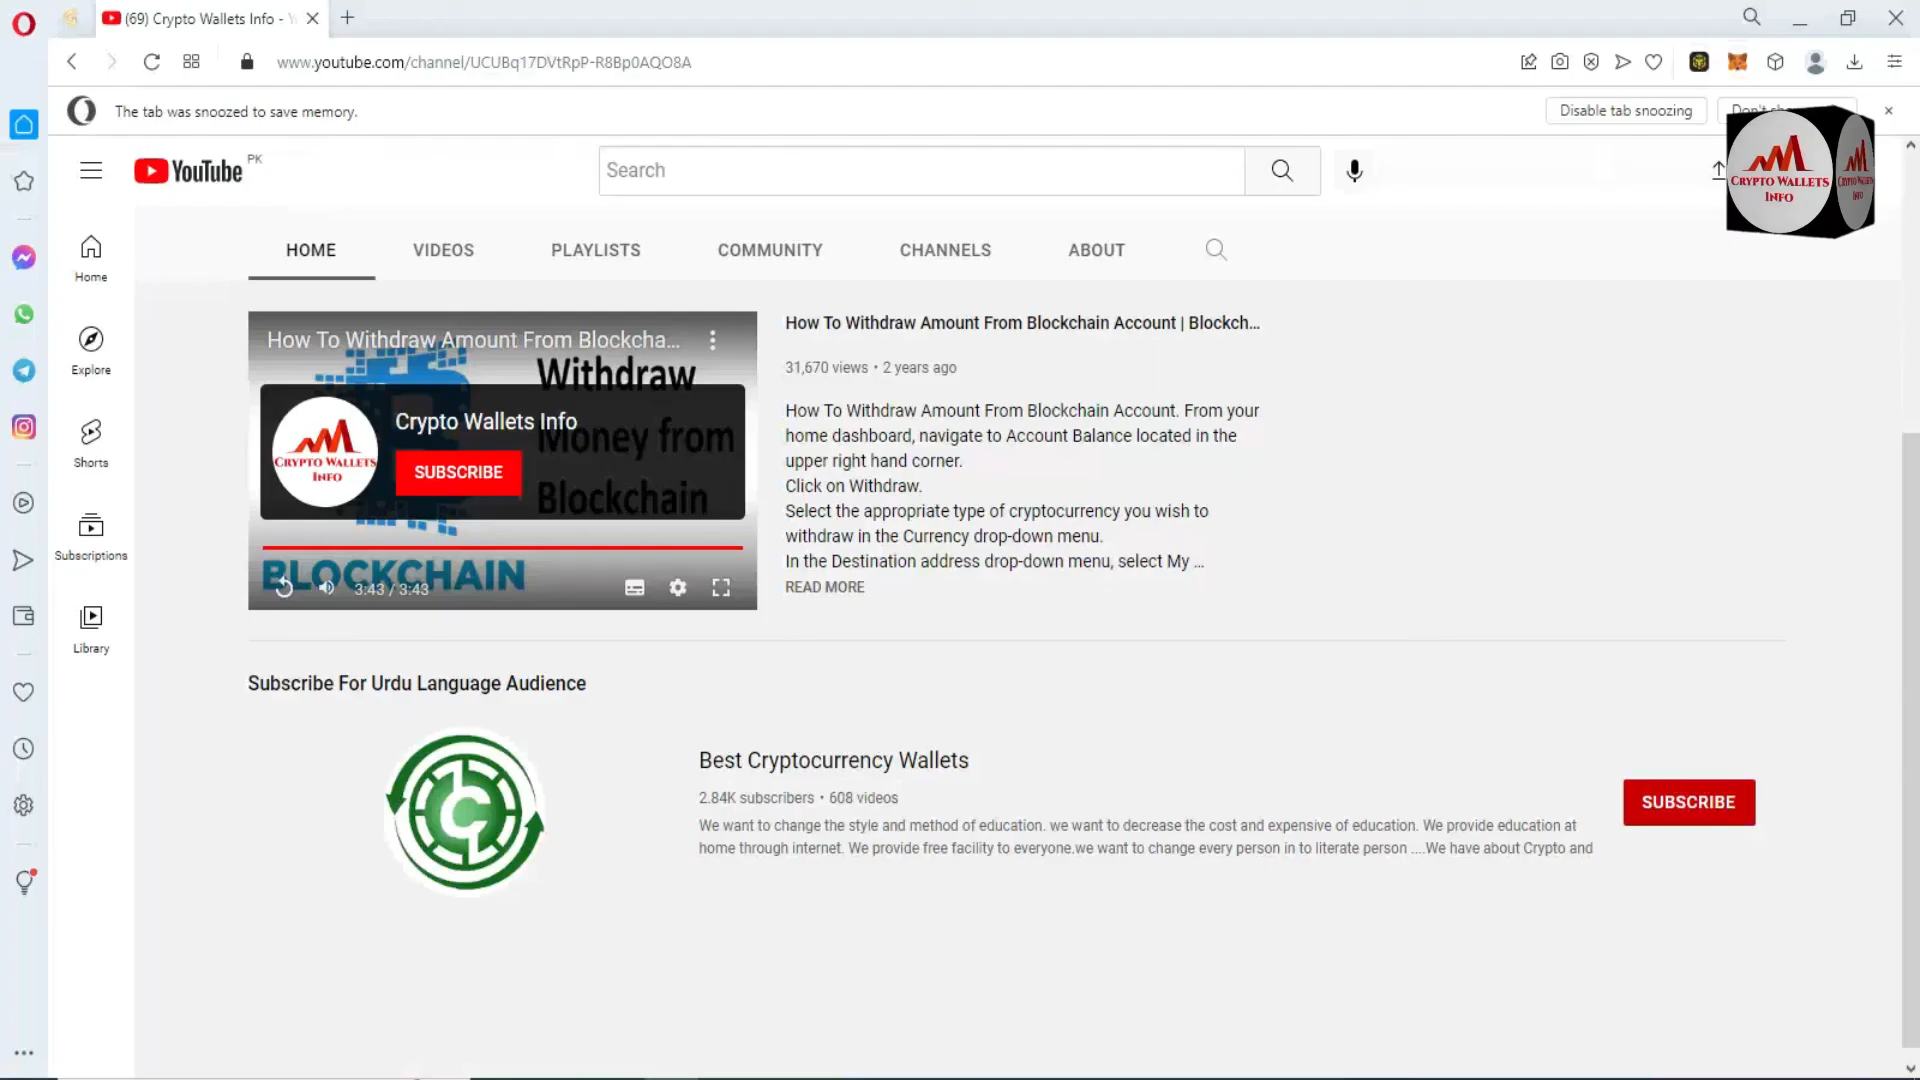 (69) Crypto Wallets Info -
www.youtube.com/channel/UCUBq17DVtRpP-R8Bp0AQO8A
The tab was snoozed to save memory.
Disable tab snoozing
YouTube PK
Search
CRYPTO WALLETS
INFO
HOME
VIDEOS
PLAYLISTS
COMMUNITY
CHANNELS
ABOUT
Home
Explore
Shorts
Subscriptions
Library
How To Withdraw Amount From Blockcha...
Withdraw
Money from
Blockchain
Crypto Wallets Info
SUBSCRIBE
CRYPTO WALLETS
INFO
BLOCKCHAIN
3:43 / 3:43
How To Withdraw Amount From Blockchain Account | Blockch...
31,670 views • 2 years ago
How To Withdraw Amount From Blockchain Account. From your
home dashboard, navigate to Account Balance located in the
upper right hand corner.
Click on Withdraw.
Select the appropriate type of cryptocurrency you wish to
withdraw in the Currency drop-down menu.
In the Destination address drop-down menu, select My ...
READ MORE
Subscribe For Urdu Language Audience
Best Cryptocurrency Wallets
2.84K subscribers • 608 videos
We want to change the style and method of education. we want to decrease the cost and expensive of education. We provide education at
home through internet. We provide free facility to everyone.we want to change every person in to literate person ....We have about Crypto and
SUBSCRIBE